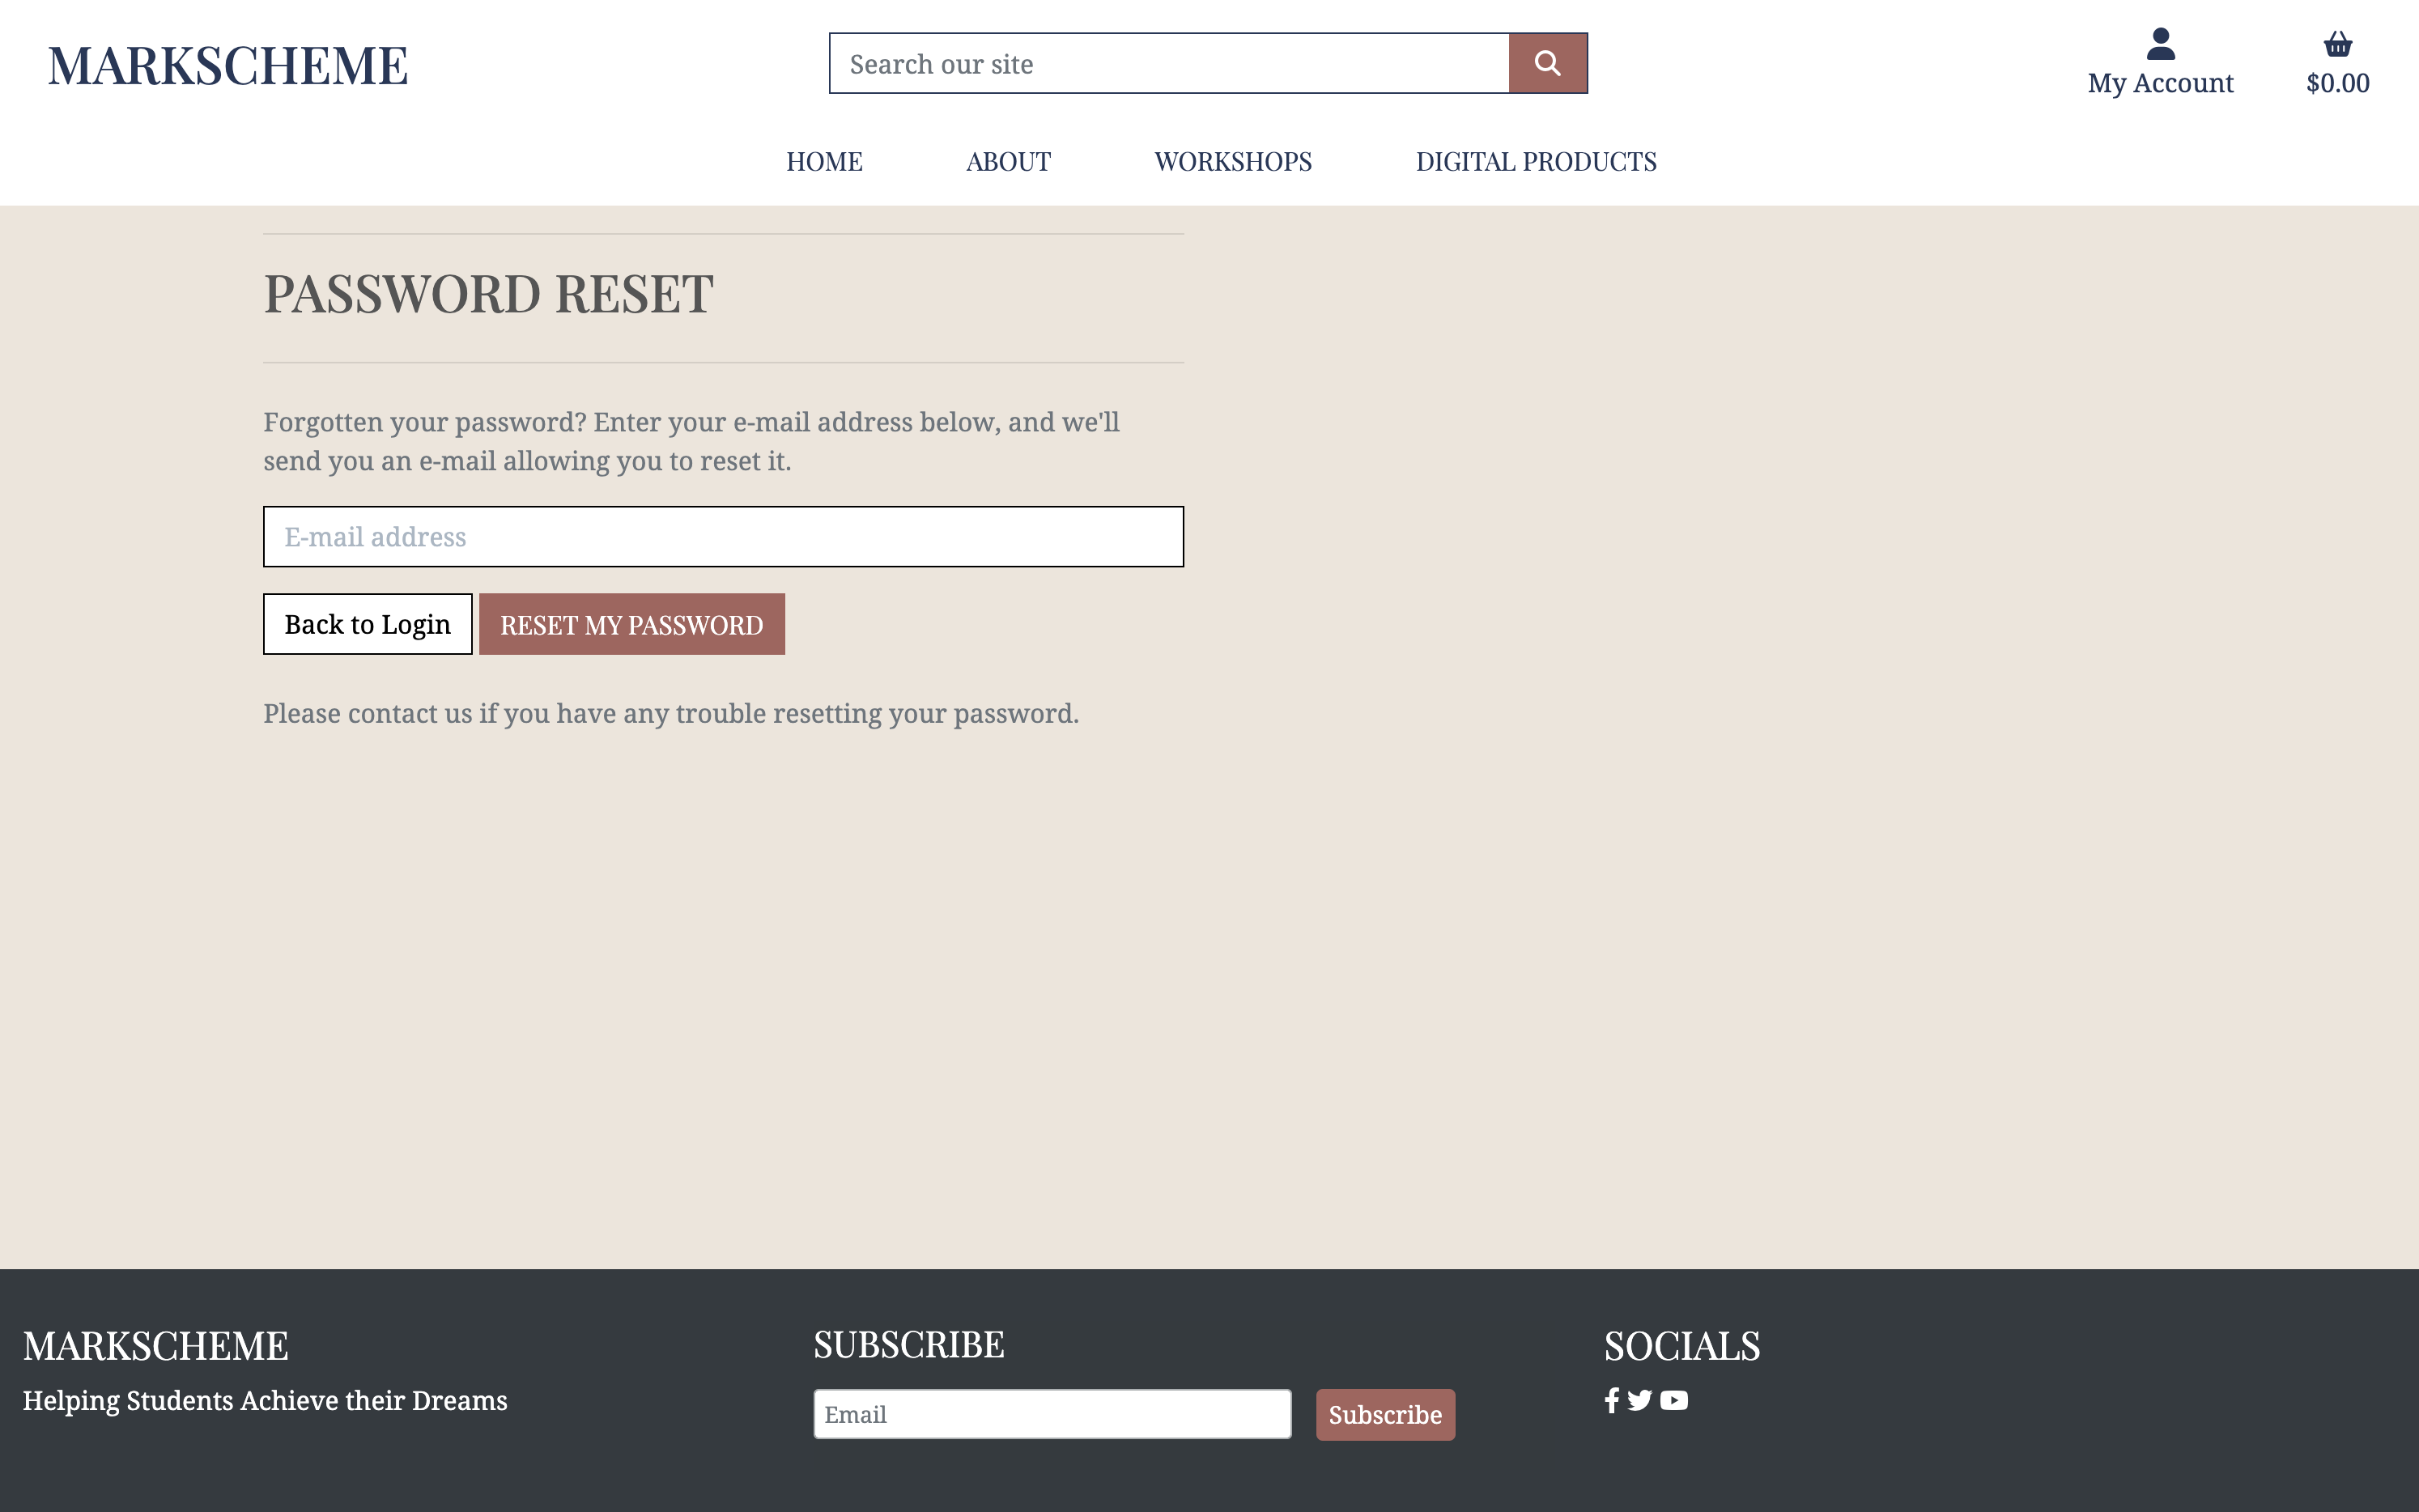 MARKSCHEME
Search our site
My Account
$0.00
HOME
ABOUT
WORKSHOPS
DIGITAL PRODUCTS
PASSWORD RESET
Forgotten your password? Enter your e-mail address below, and we'll
send you an e-mail allowing you to reset it.
E-mail address
Back to Login
RESET MY PASSWORD
Please contact us if you have any trouble resetting your password.
MARKSCHEME
Helping Students Achieve their Dreams
SUBSCRIBE
Email
Subscribe
SOCIALS